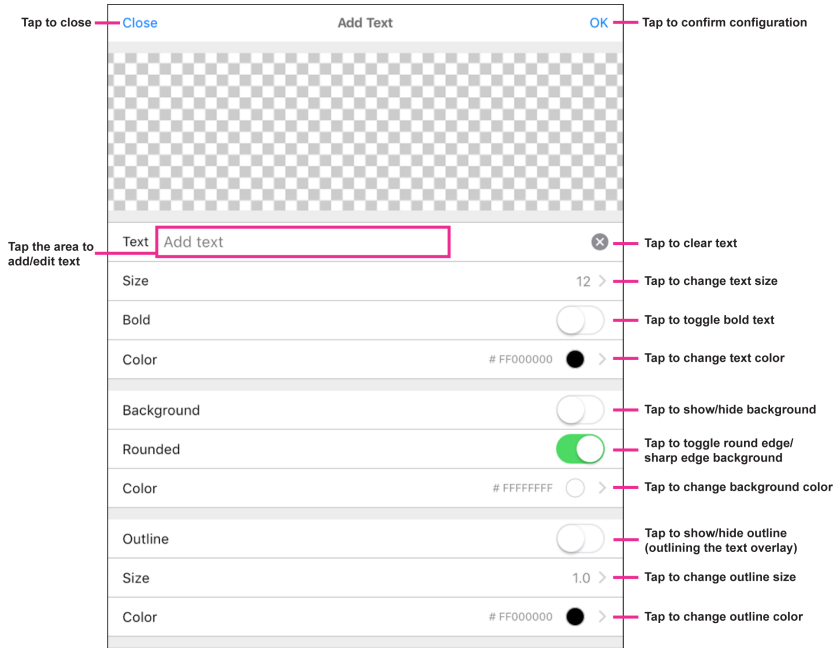 Tap to close
Close
Add Text
OK
Tap to confirm configuration
Tap the area to
add/edit text
Text
Add text
Tap to clear text
Size
12
Tap to change text size
Bold
Tap to toggle bold text
Color
# FF000000
Tap to change text color
Background
Tap to show/hide background
Rounded
Tap to toggle round edge/
sharp edge background
Color
# FFFFFFFF
Tap to change background color
Outline
Tap to show/hide outline
(outlining the text overlay)
Size
1.0
Tap to change outline size
Color
# FF000000
Tap to change outline color